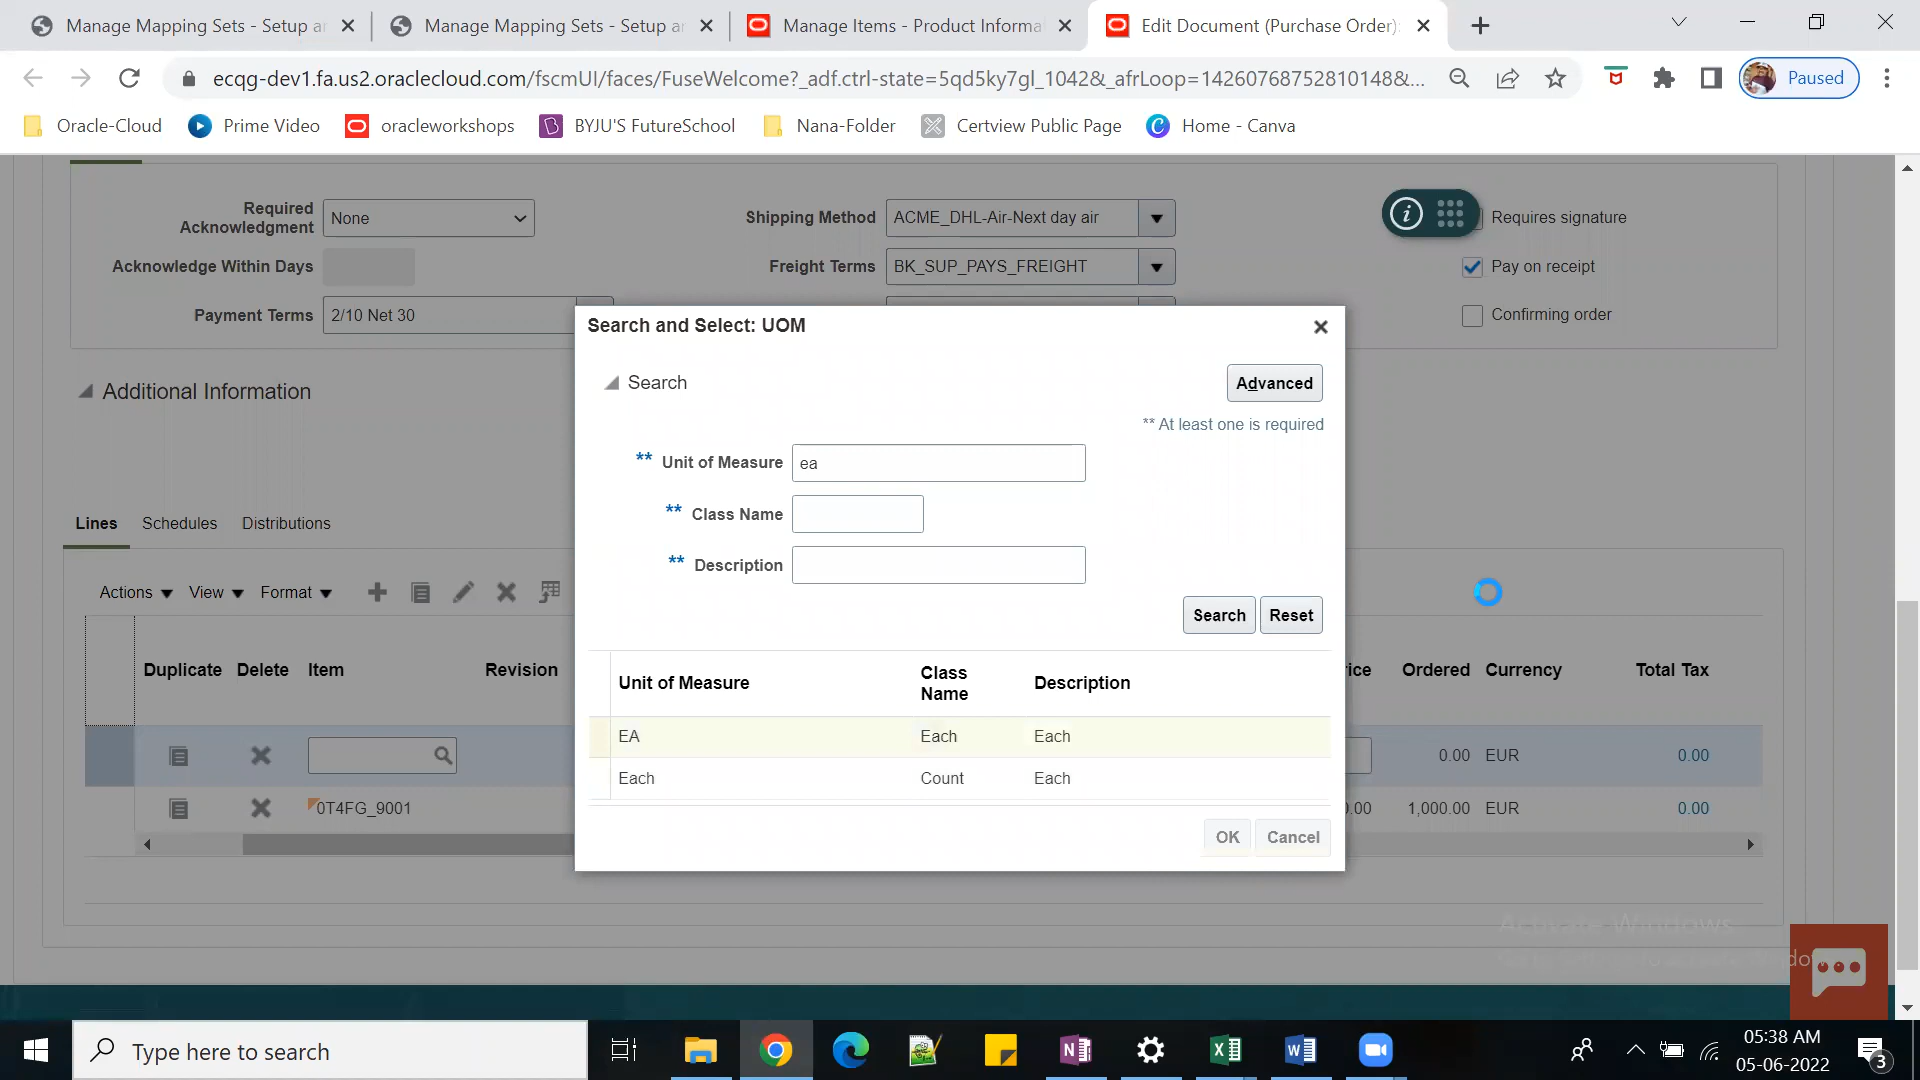 Manage Mapping Sets - Setup ar
Manage Mapping Sets - Setup ar
Manage Items - Product Informa
Edit Document (Purchase Order)
ecqg-dev1.fa.us2.oraclecloud.com/fscmUI/faces/FuseWelcome?_adf.ctrl-state=5qd5ky7gl_1042&_afrLoop=14260768752810148&...
Paused
Oracle-Cloud
Prime Video
oracleworkshops
BYJU'S FutureSchool
Nana-Folder
Certview Public Page
Home - Canva
Required Acknowledgment
None
Shipping Method
ACME_DHL-Air-Next day air
Requires signature
Acknowledge Within Days
Freight Terms
BK_SUP_PAYS_FREIGHT
Pay on receipt
Payment Terms
2/10 Net 30
Confirming order
Additional Information
Search and Select: UOM
Search
Advanced
** At least one is required
** Unit of Measure
ea
** Class Name
** Description
Search
Reset
Unit of Measure
Class Name
Description
EA Each Each
Each Count Each
OK
Cancel
Lines
Schedules
Distributions
Actions
View
Format
Duplicate
Delete
Item
Revision
rice
Ordered
Currency
Total Tax
0.00 EUR 0.00
0T4FG_9001
0.00 1,000.00 EUR 0.00
Activate Windows
Type here to search
05:38 AM
05-06-2022
3